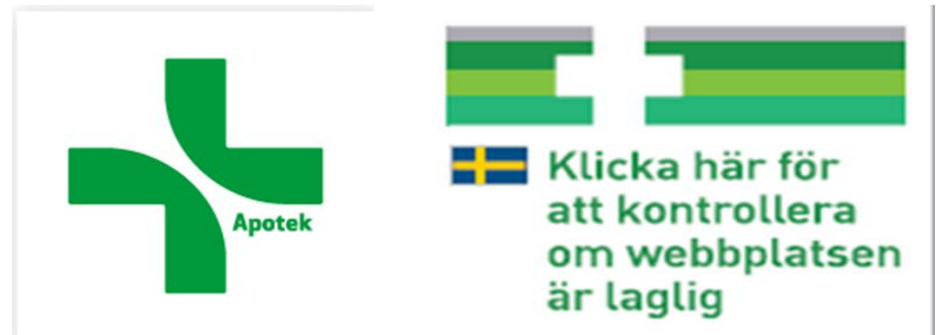 Apotek
Klicka här för
att kontrollera
om webbplatsen
är laglig